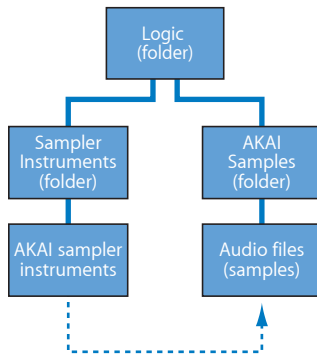 Logic
(folder)
Sampler
Instruments
(folder)
AKAI
Samples
(folder)
AKAI sampler
instruments
Audio files
(samples)